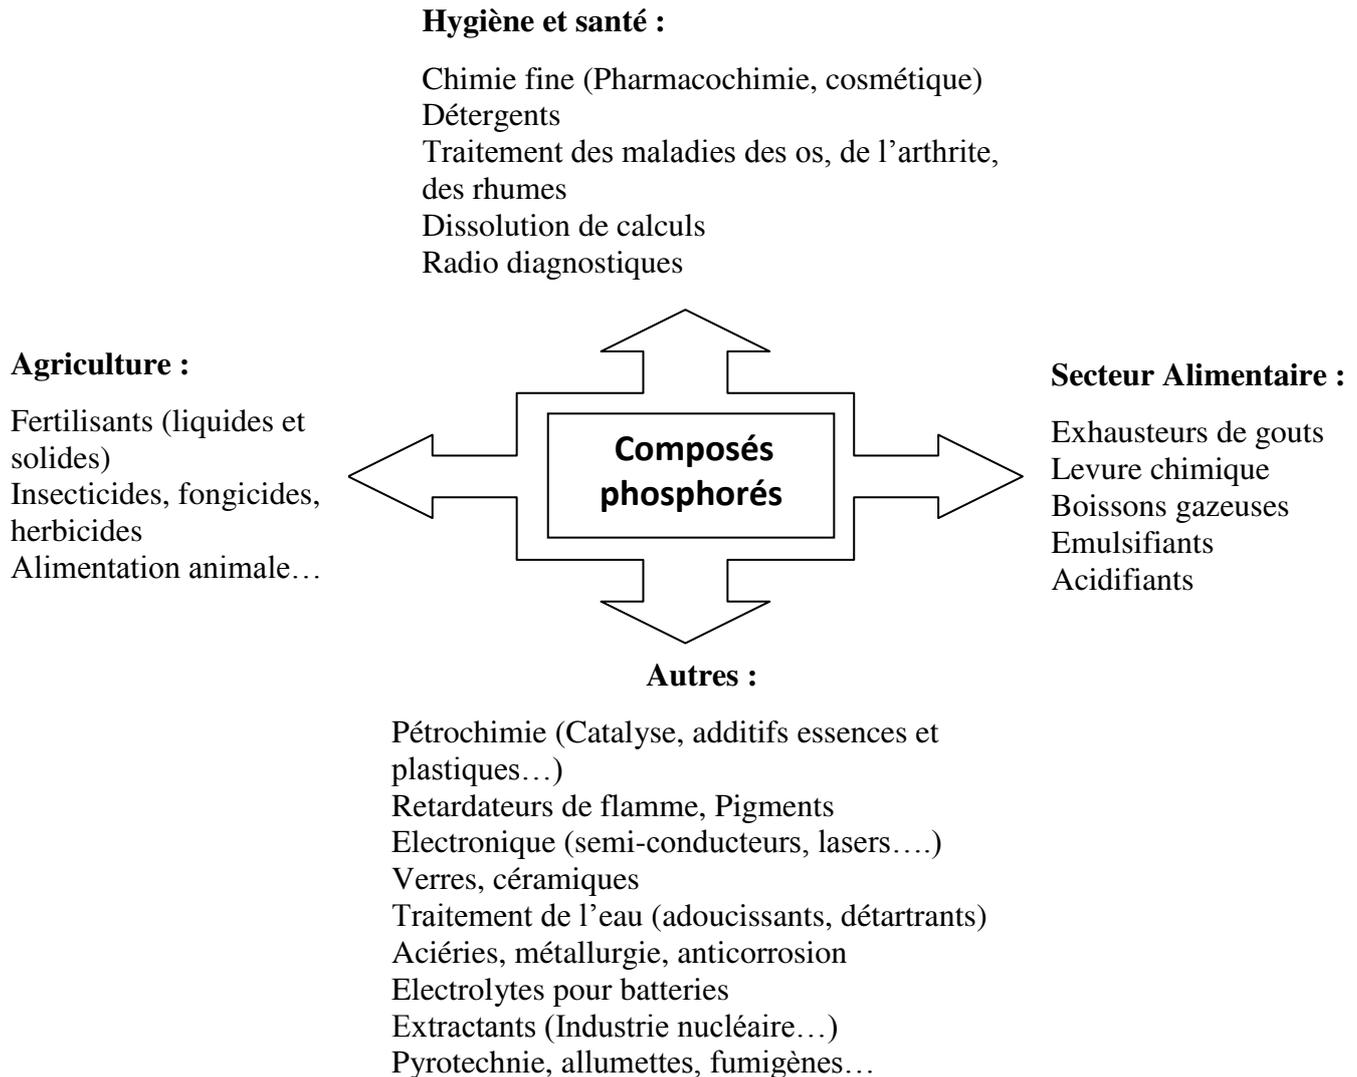 Hygiène et santé :
Chimie fine (Pharmacochimie, cosmétique)
Détergents
Traitement des maladies des os, de l’arthrite,
des rhumes
Dissolution de calculs
Radio diagnostiques
Agriculture :
Fertilisants (liquides et
solides)
Insecticides, fongicides,
herbicides
Alimentation animale…
Composés
phosphorés
Secteur Alimentaire :
Exhausteurs de gouts
Levure chimique
Boissons gazeuses
Emulsifiants
Acidifiants
Autres :
Pétrochimie (Catalyse, additifs essences et
plastiques…)
Retardateurs de flamme, Pigments
Electronique (semi-conducteurs, lasers….)
Verres, céramiques
Traitement de l’eau (adoucissants, détartrants)
Aciéries, métallurgie, anticorrosion
Electrolytes pour batteries
Extractants (Industrie nucléaire…)
Pyrotechnie, allumettes, fumigènes…